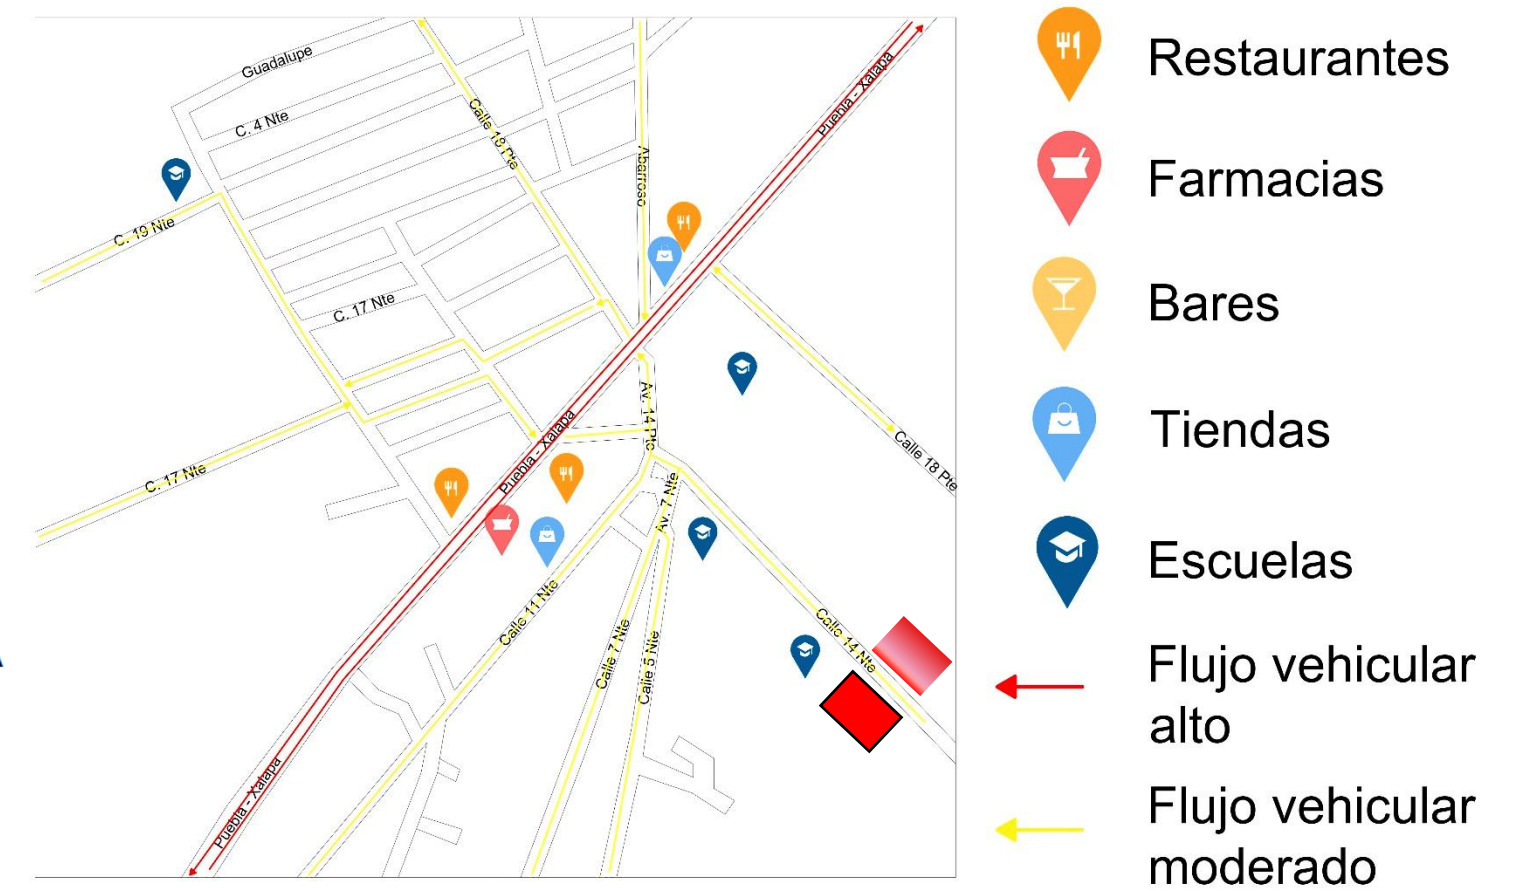 Guadalupe
C. 4 Nte
Calle 18 Pte
Abarroso
Puebla - Xalapa
C. 19 Nte
C. 17 Nte
Av. 14 Pte
Puebla - Xalapa
Calle 18 Pte
C. 17 Nte
Av. 7 Nte
Calle 11 Nte
Calle 7 Nte
Calle 5 Nte
Calle 14 Nte
Puebla - Xalapa
Restaurantes
Farmacias
Bares
Tiendas
Escuelas
Flujo vehicular
alto
Flujo vehicular
moderado